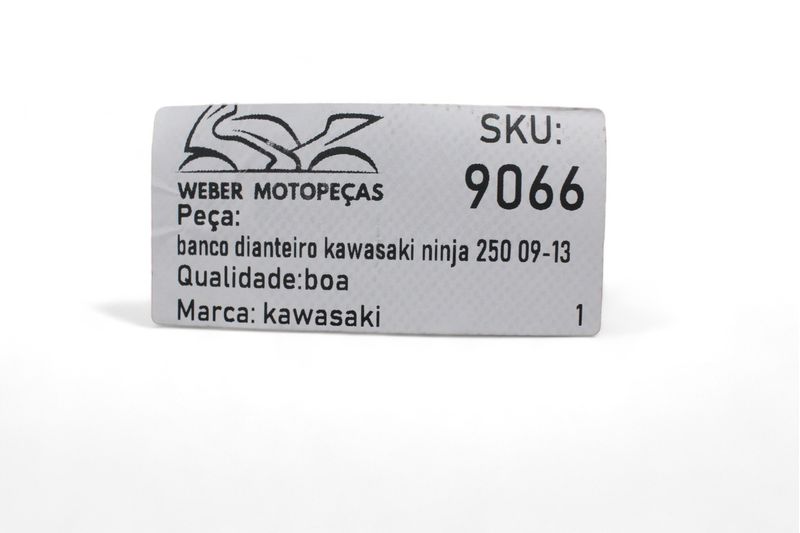 WEBER MOTOPEÇAS
SKU:
9066
Peça:
banco dianteiro kawasaki ninja 250 09-13
Qualidade:boa
Marca: kawasaki
1